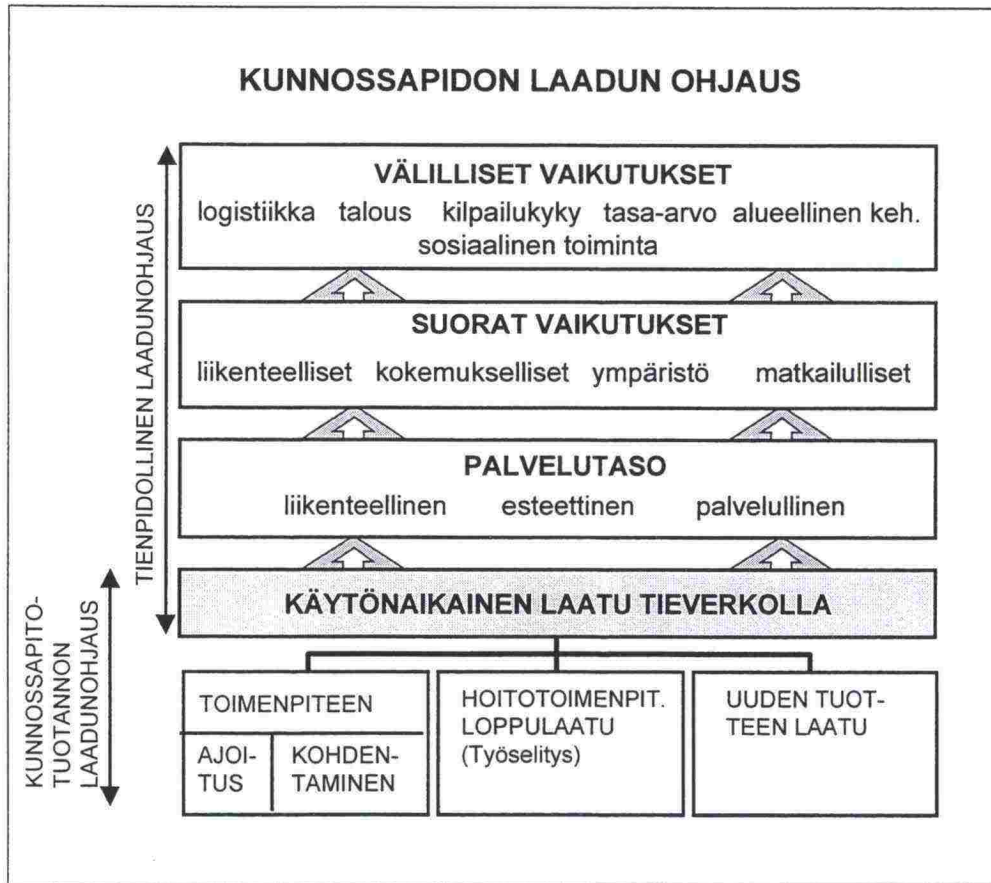 KUNNOSSAPIDON LAADUN OHJAUS
TIENPIDOLLINEN LAADUNOHJAUS
VÄLILLISET VAIKUTUKSET
logistiikka talous kilpailukyky tasa-arvo alueellinen keh.
sosiaalinen toiminta
SUORAT VAIKUTUKSET
liikenteelliset kokemukselliset ympäristö matkailulliset
PALVELUTASO
liikenteellinen esteettinen palvelullinen
KÄYTÖNAIKAINEN LAATU TIEVERKOLLA
KUNNOSSAPITO-
TUOTANNON
LAADUNOHJAUS
TOIMENPITEEN
AJOI-
TUS
KOHDEN-
TAMINEN
HOITOTOIMENPIT.
LOPPULAATU
(Työselitys)
UUDEN TUOT-
TEEN LAATU